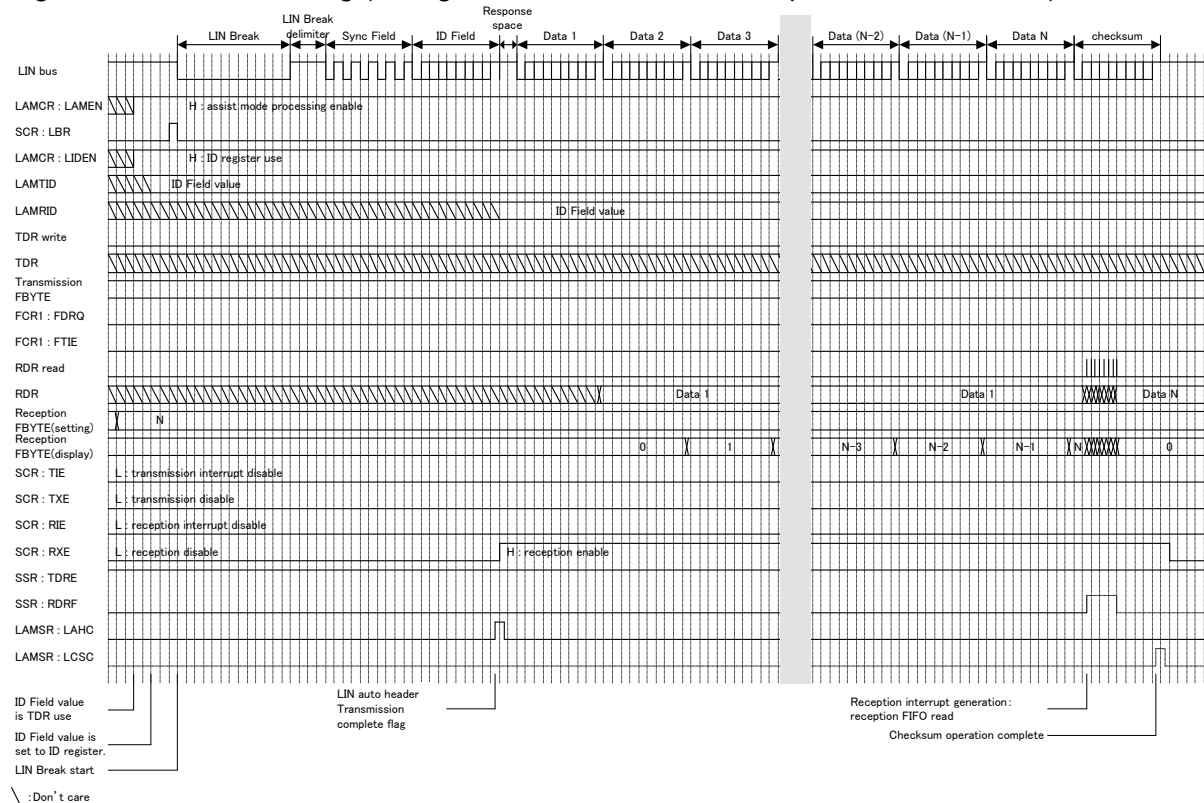 Response
space
LIN Break
delimiter
LIN Break
Sync Field
ID Field
Data 1
Data 2
Data 3
Data (N-2)
Data (N-1)
Data N
checksum
LIN bus
LAMCR : LAMEN
H : assist mode processing enable
SCR : LBR
LAMCR : LIDEN
H : ID register use
LAMTID
ID Field value
LAMRID
ID Field value
TDR write
TDR
Transmission
FBYTE
FCR1 : FDRQ
FCR1 : FTIE
RDR read
RDR
Data 1
Data 1
Data N
Reception
FBYTE(setting)
N
Reception
FBYTE(display)
0
1
N-3
N-2
N-1
N
0
SCR : TIE
L : transmission interrupt disable
SCR : TXE
L : transmission disable
SCR : RIE
L : reception interrupt disable
SCR : RXE
L : reception disable
H : reception enable
SSR : TDRE
SSR : RDRF
LAMSR : LAHC
LAMSR : LCSC
ID Field value
is TDR use
ID Field value is
set to ID register.
LIN Break start
LIN auto header
Transmission
complete flag
Reception interrupt generation:
reception FIFO read
Checksum operation complete
\ :Don't care